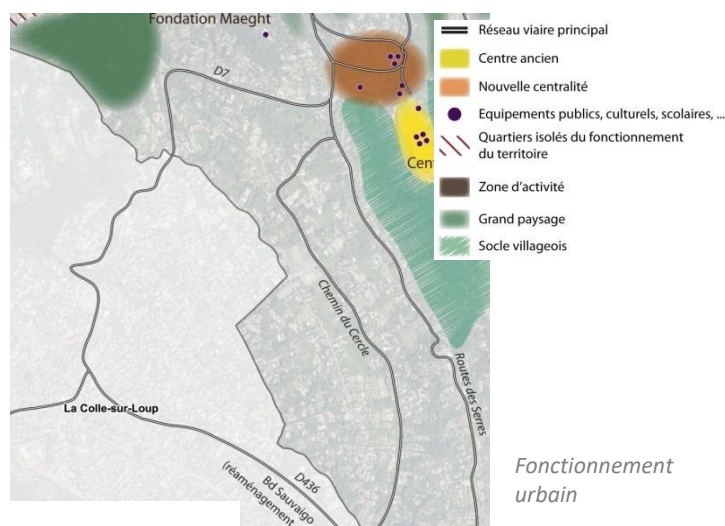 Fondation Maeght
D7
Cen
Chemin du Cercle
Routes des Serres
La Colle-sur-Loup
D436
Bd Sauvaigo
(réaménagement
Réseau viaire principal
Centre ancien
Nouvelle centralité
Equipements publics, culturels, scolaires, ...
Quartiers isolés du fonctionnement
du territoire
Zone d'activité
Grand paysage
Socle villageois
Fonctionnement
urbain